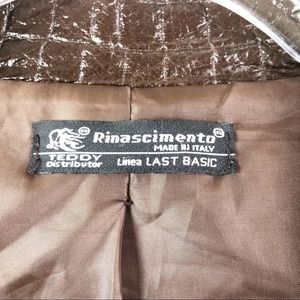 ® Rinascimento ®
MADE IN ITALY
TEDDY
Distributor Linea LAST BASIC